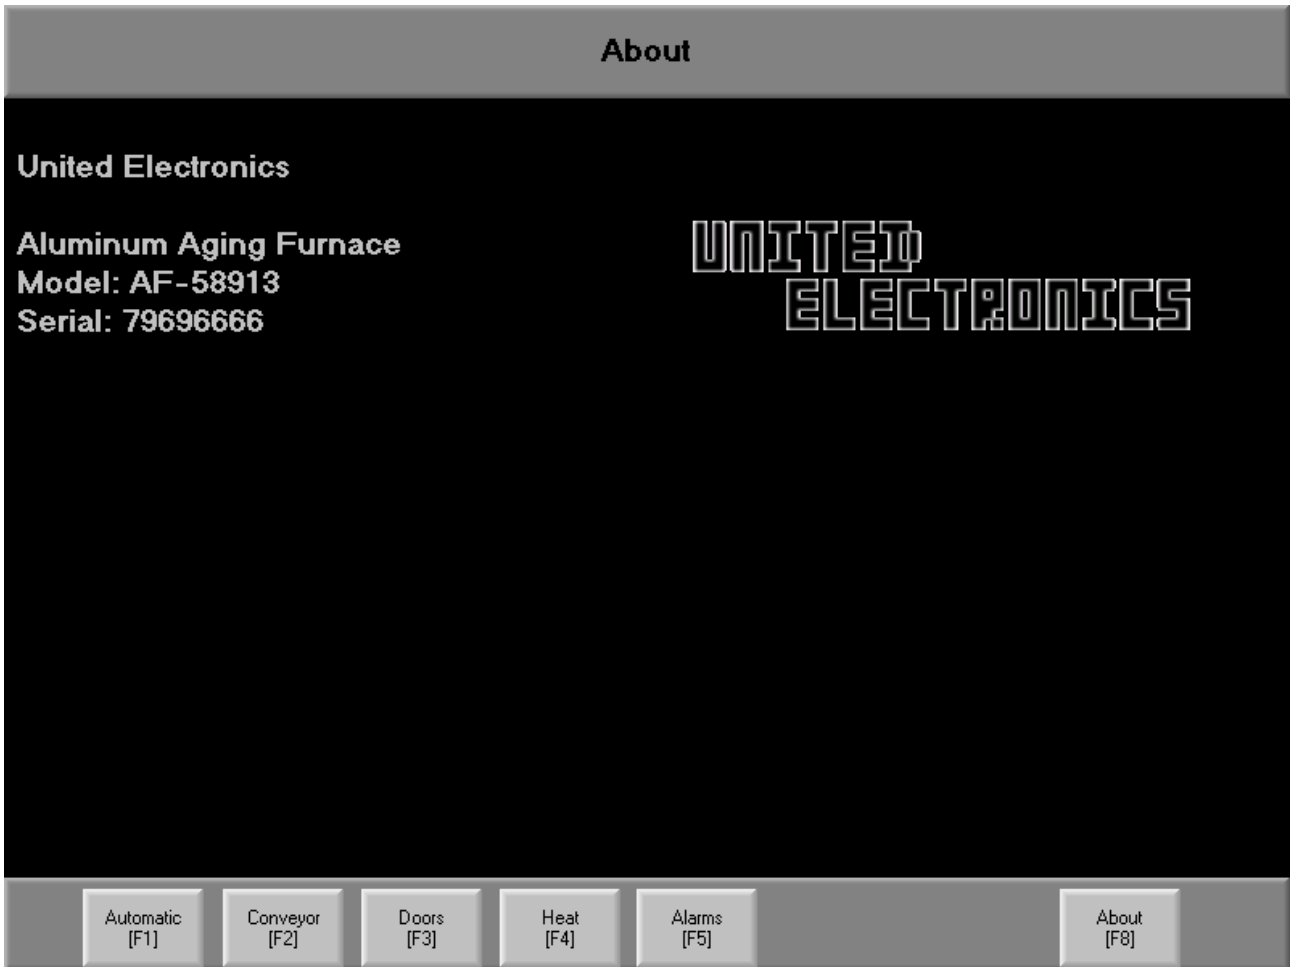 About
United Electronics
Aluminum Aging Furnace
Model: AF-58913
Serial: 79696666
UNITED
ELECTRONICS
Automatic
[F1]
Conveyor
[F2]
Doors
[F3]
Heat
[F4]
Alarms
[F5]
About
[F8]